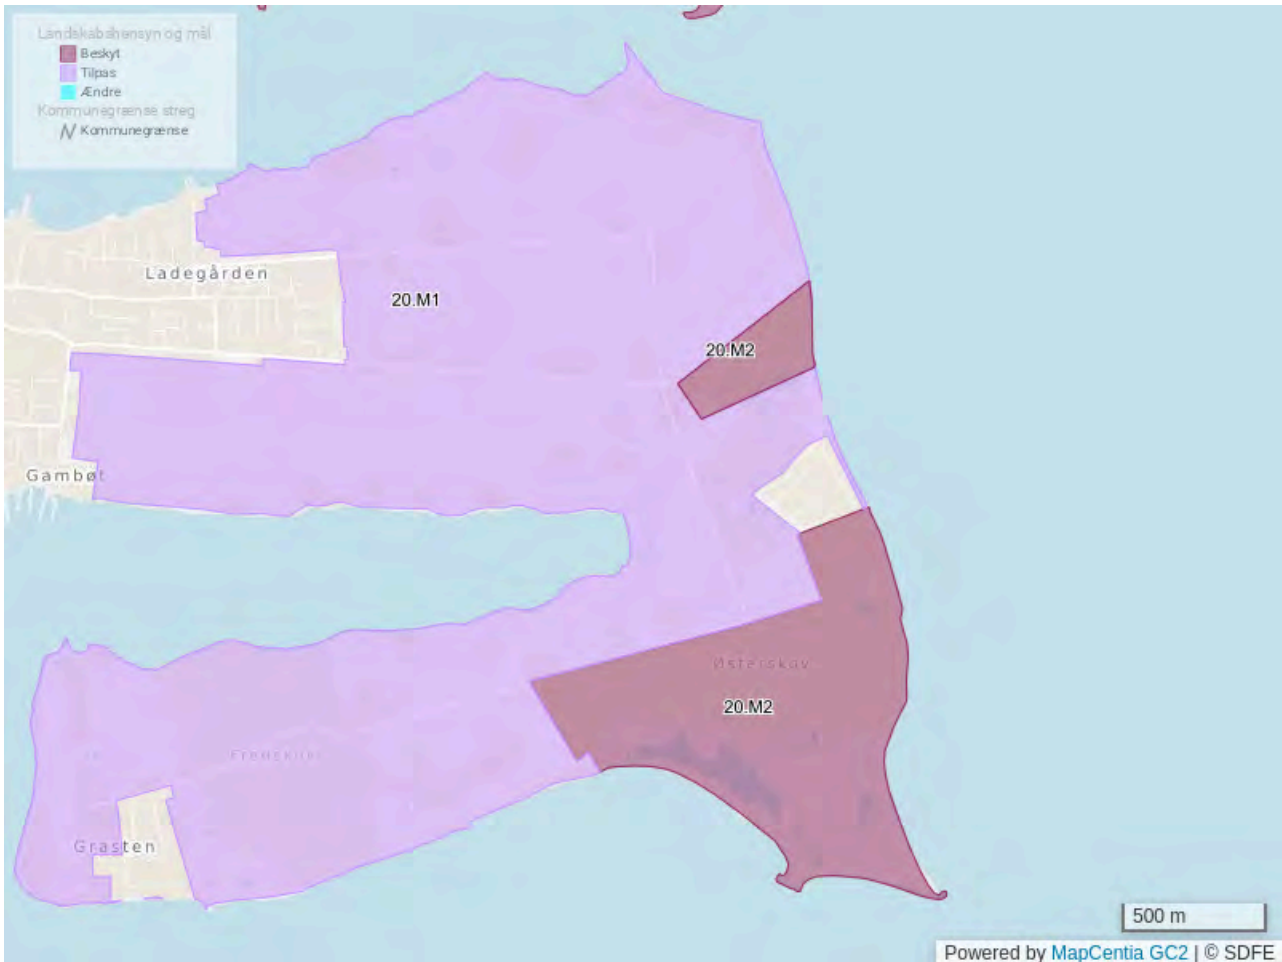 Landskabshensyn og mål
Beskyt
Tilpas
Ændre
Kommunegrænse streg
Kommunegrænse
Ladegården
20.M1
20.M2
Gambøt
Østerskov
20.M2
Grasten
500 m
Powered by MapCentia GC2 | © SDFE